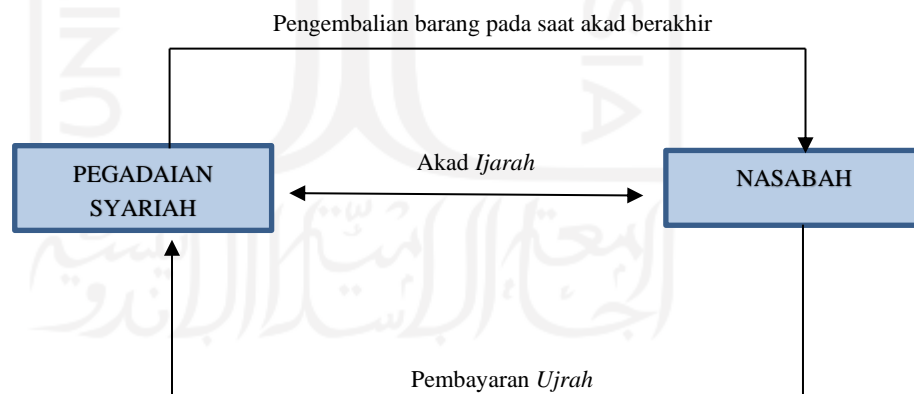 Pengembalian barang pada saat akad berakhir
PEGADAIAN
SYARIAH
Akad Ijarah
NASABAH
Pembayaran Ujrah